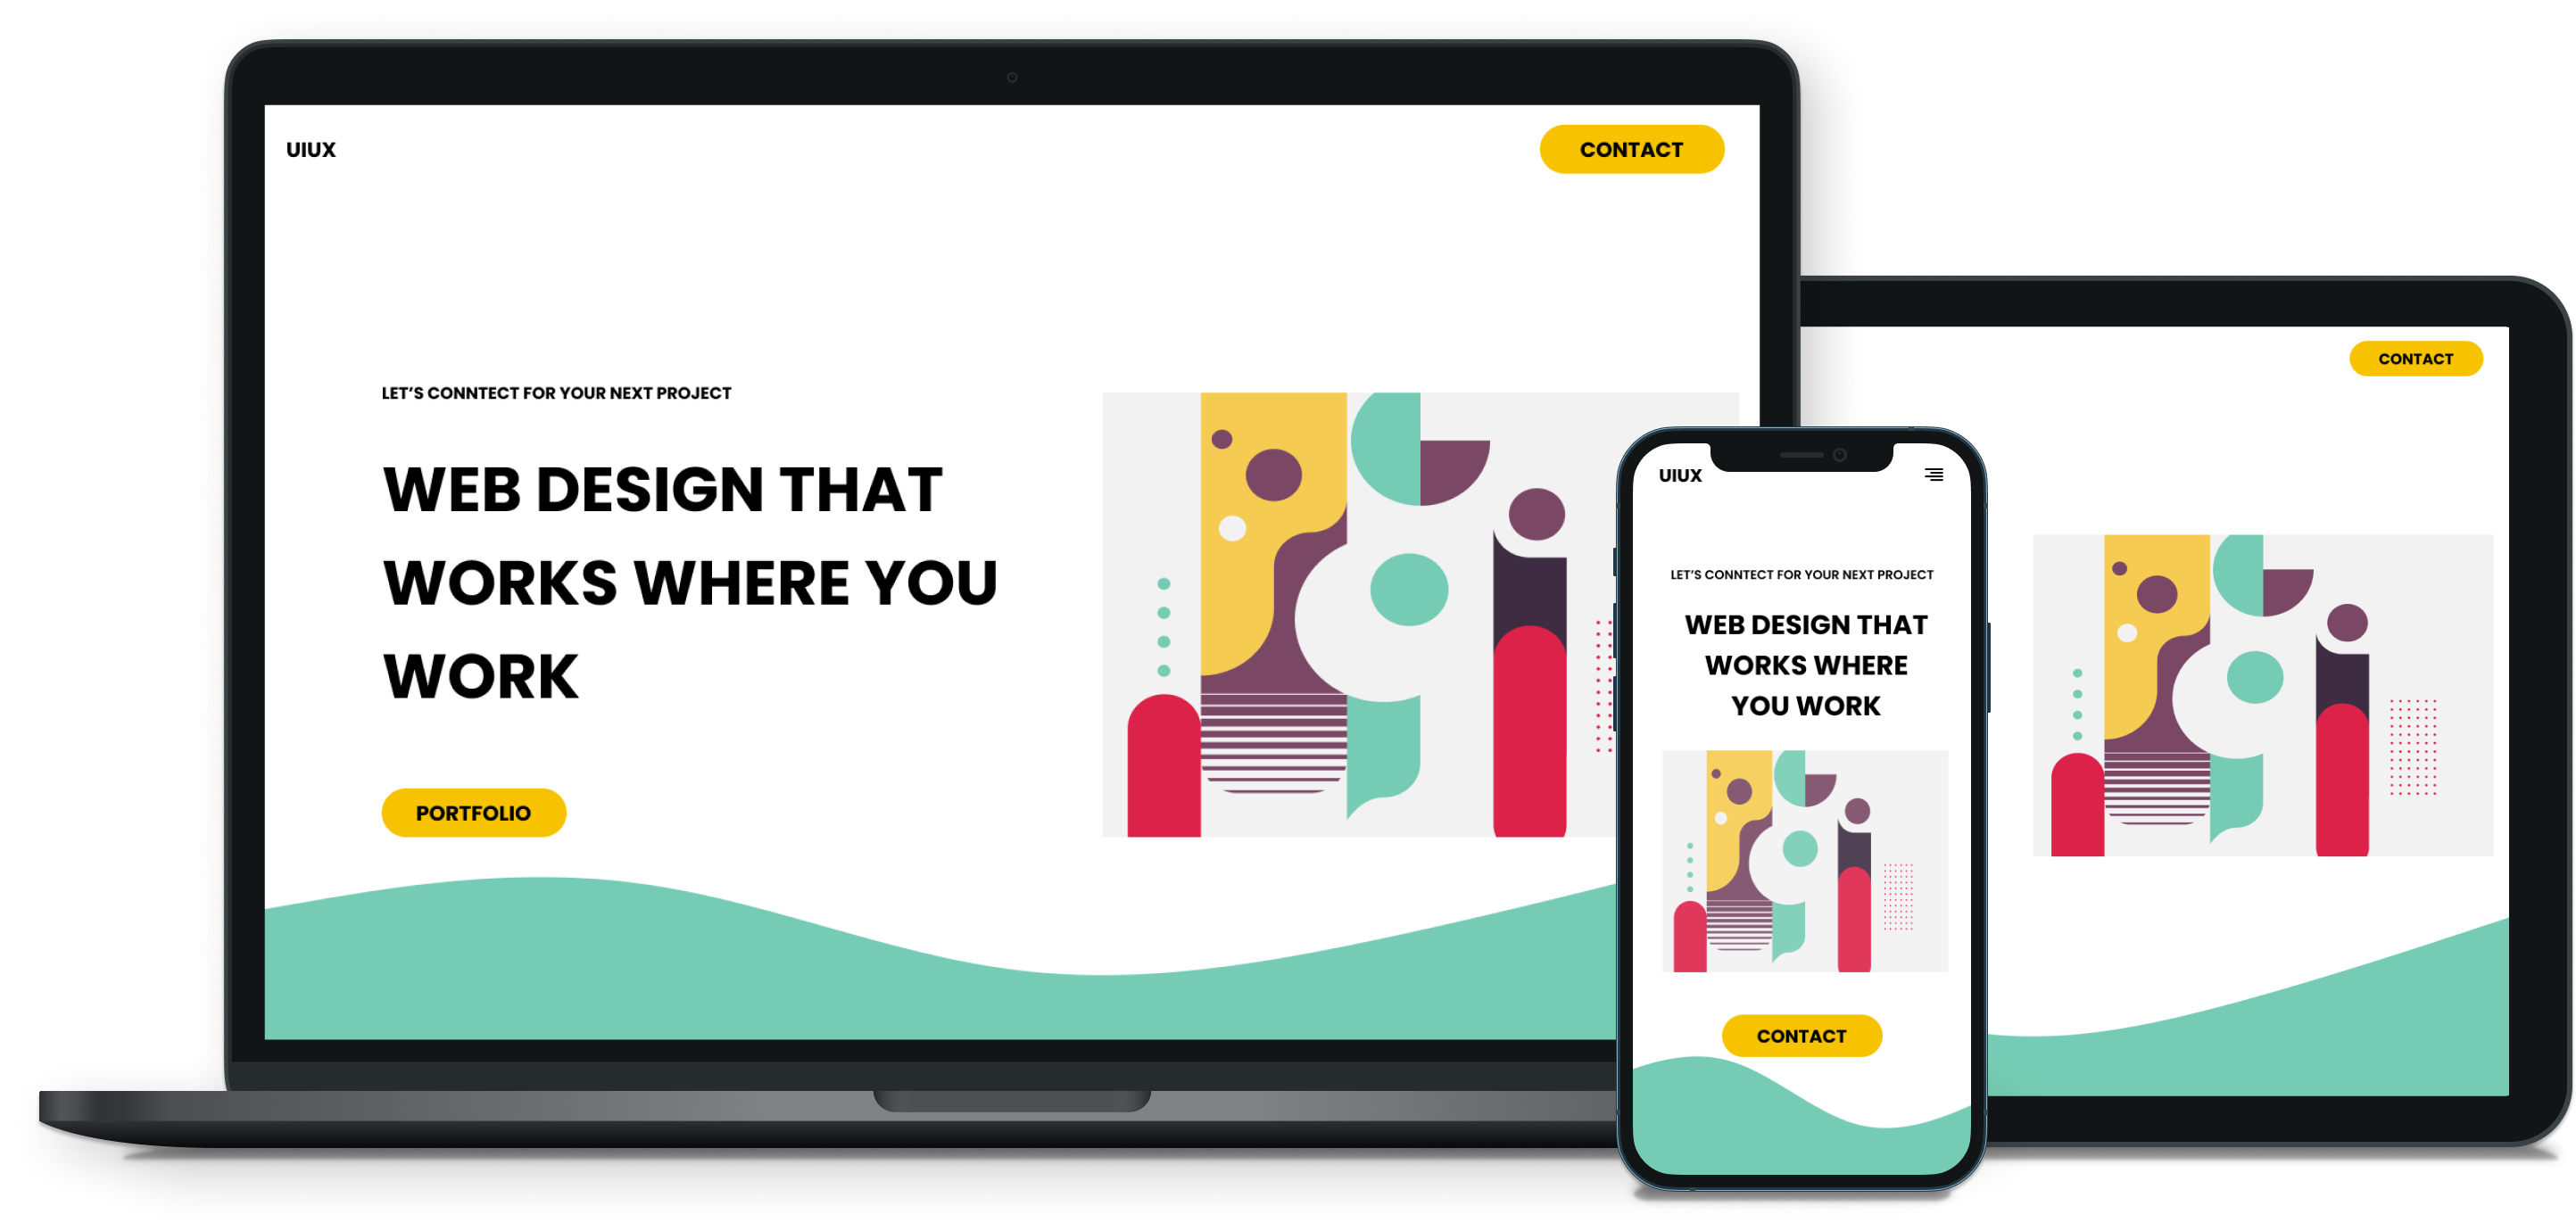 UIUX
CONTACT
LET'S CONNTECT FOR YOUR NEXT PROJECT
WEB DESIGN THAT
WORKS WHERE YOU
WORK
PORTFOLIO
CONTACT
UIUX
LET'S CONNTECT FOR YOUR NEXT PROJECT
WEB DESIGN THAT
WORKS WHERE
YOU WORK
CONTACT